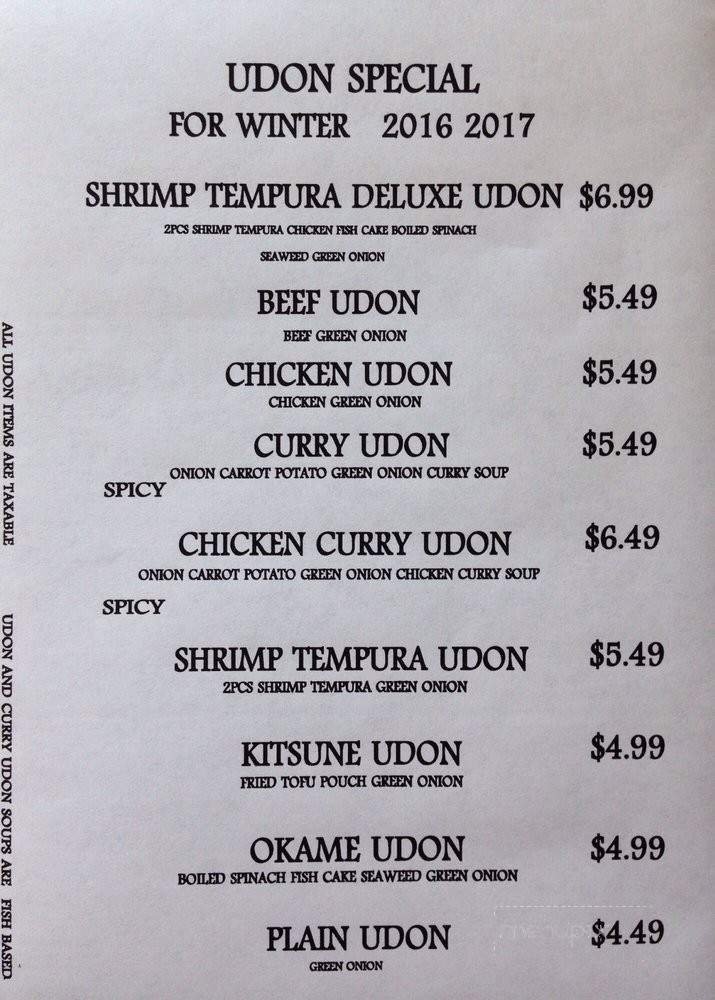 UDON SPECIAL
FOR WINTER 2016 2017
SHRIMP TEMPURA DELUXE UDON $6.99
2PCS SHRIMP TEMPURA CHICKEN FISH CAKE BOILED SPINACH
SEAWEED GREEN ONION
BEEF UDON $5.49
BEEF GREEN ONION
CHICKEN UDON $5.49
CHICKEN GREEN ONION
CURRY UDON $5.49
ONION CARROT POTATO GREEN ONION CURRY SOUP
SPICY
CHICKEN CURRY UDON $6.49
ONION CARROT POTATO GREEN ONION CHICKEN CURRY SOUP
SPICY
SHRIMP TEMPURA UDON $5.49
2PCS SHRIMP TEMPURA GREEN ONION
KITSUNE UDON $4.99
FRIED TOFU POUCH GREEN ONION
OKAME UDON $4.99
BOILED SPINACH FISH CAKE SEAWEED GREEN ONION
PLAIN UDON $4.49
GREEN ONION
ALL UDON ITEMS ARE TAXABLE UDON AND CURRY UDON SOUPS ARE FISH BASED